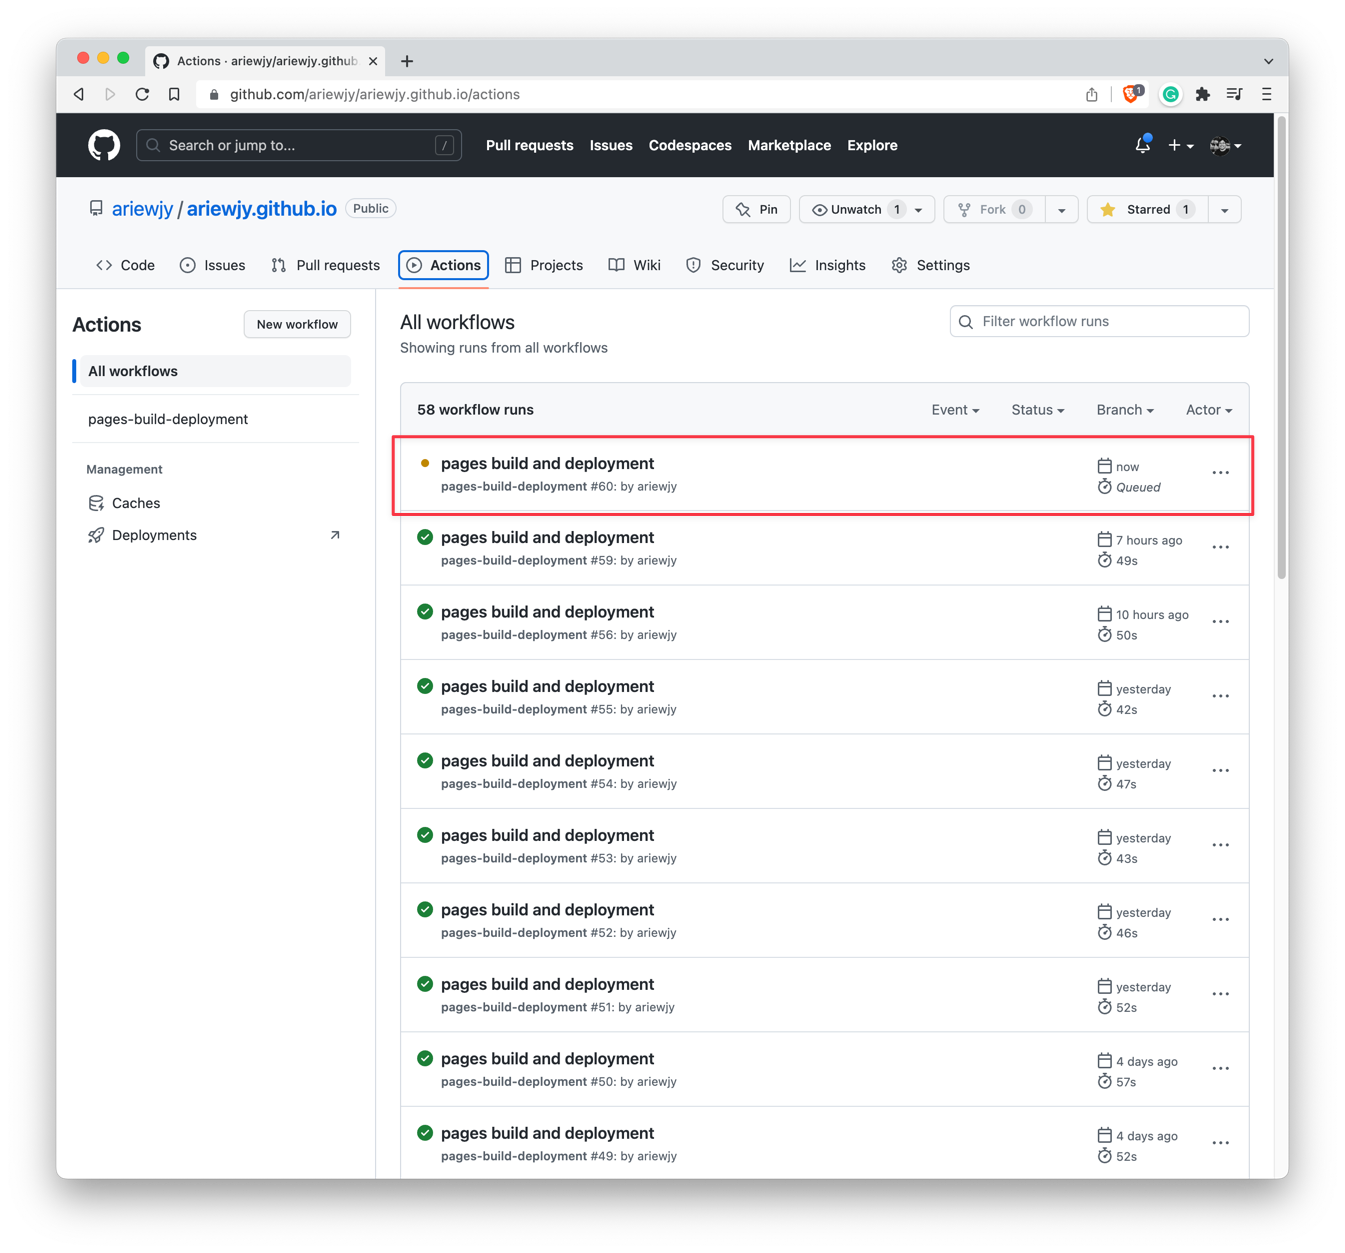 Actions · ariewjy/ariewjy.github
github.com/ariewjy/ariewjy.github.io/actions
1
Search or jump to...
/
Pull requests Issues Codespaces Marketplace Explore
ariewjy / ariewjy.github.io Public
Pin
Unwatch 1
Fork 0
Starred 1
Code Issues Pull requests Actions Projects Wiki Security Insights Settings
Actions
New workflow
All workflows
pages-build-deployment
Management
Caches
Deployments
All workflows
Showing runs from all workflows
Filter workflow runs
58 workflow runs
Event Status Branch Actor
pages build and deployment
pages-build-deployment #60: by ariewjy
now
Queued
pages build and deployment
pages-build-deployment #59: by ariewjy
7 hours ago
49s
pages build and deployment
pages-build-deployment #56: by ariewjy
10 hours ago
50s
pages build and deployment
pages-build-deployment #55: by ariewjy
yesterday
42s
pages build and deployment
pages-build-deployment #54: by ariewjy
yesterday
47s
pages build and deployment
pages-build-deployment #53: by ariewjy
yesterday
43s
pages build and deployment
pages-build-deployment #52: by ariewjy
yesterday
46s
pages build and deployment
pages-build-deployment #51: by ariewjy
yesterday
52s
pages build and deployment
pages-build-deployment #50: by ariewjy
4 days ago
57s
pages build and deployment
pages-build-deployment #49: by ariewjy
4 days ago
52s